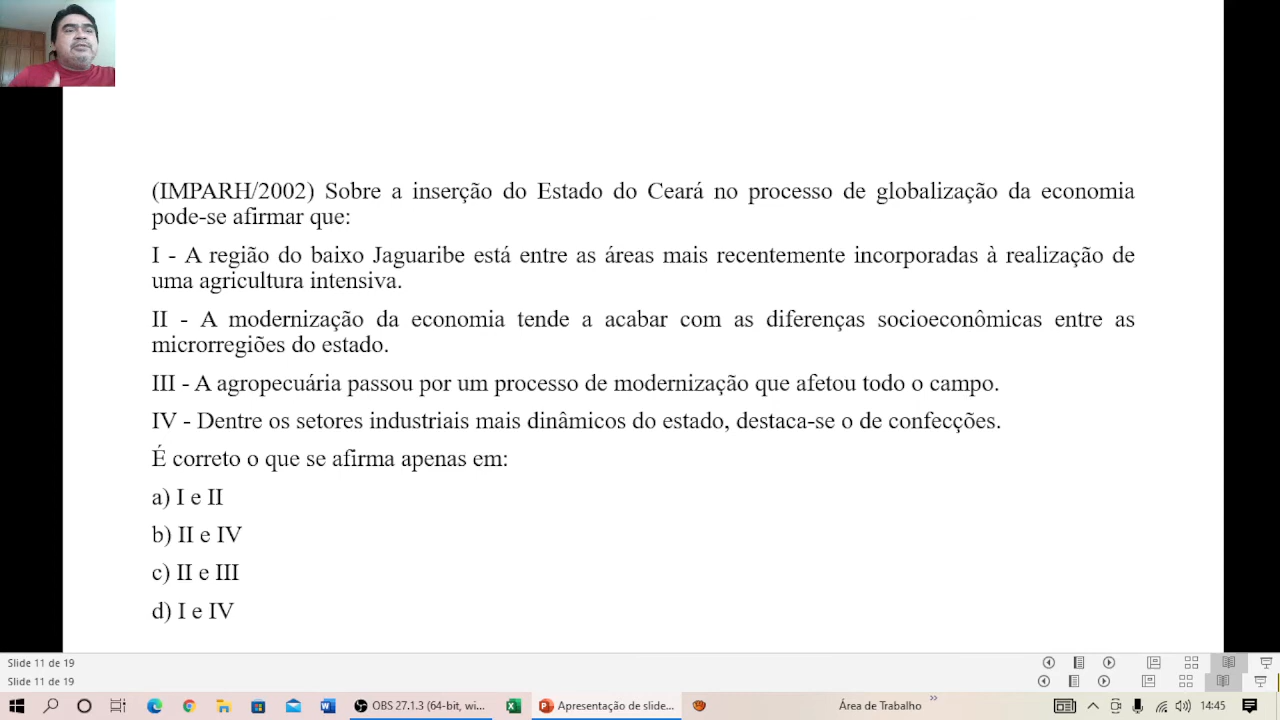 (IMPARH/2002) Sobre a inserção do Estado do Ceará no processo de globalização da economia
pode-se afirmar que:
I - A região do baixo Jaguaribe está entre as áreas mais recentemente incorporadas à realização de
uma agricultura intensiva.
II - A modernização da economia tende a acabar com as diferenças socioeconômicas entre as
microrregiões do estado.
III - A agropecuária passou por um processo de modernização que afetou todo o campo.
IV - Dentre os setores industriais mais dinâmicos do estado, destaca-se o de confecções.
É correto o que se afirma apenas em:
a) I e II
b) II e IV
c) II e III
d) I e IV
Slide 11 de 19
Slide 11 de 19
OBS 27.1.3 (64-bit, wi...
Apresentação de slide...
Área de Trabalho
14:45